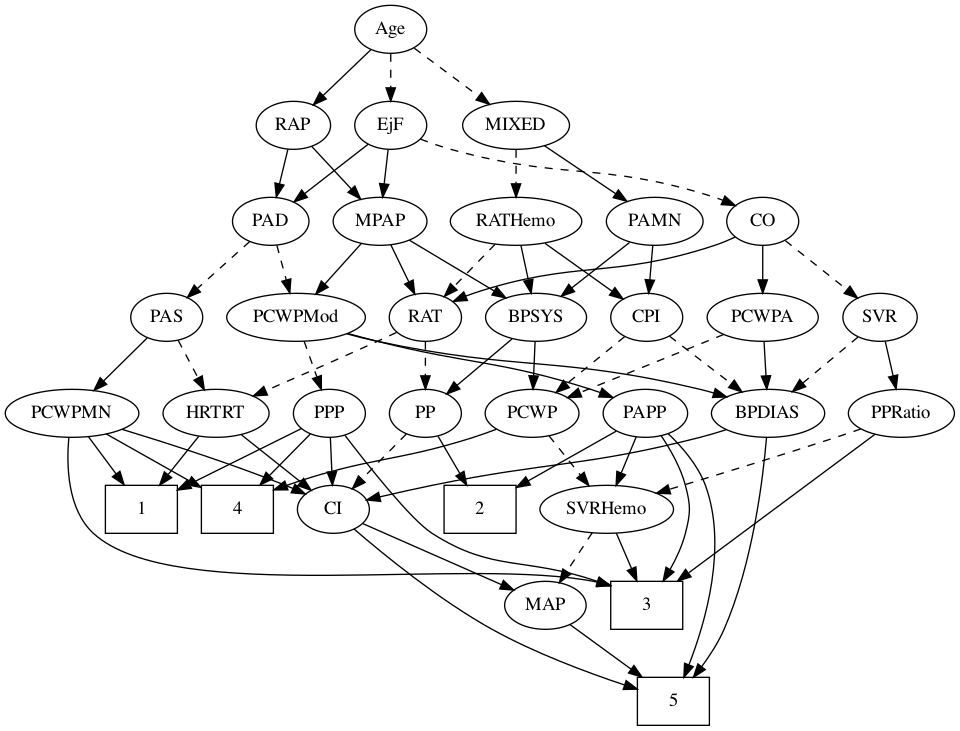 Age
RAP
EjF
MIXED
PAD
MPAP
RATHemo
PAMN
CO
PAS
PCWPMod
RAT
BPSYS
CPI
PCWPA
SVR
PCWPMN
HRTRT
PPP
PP
PCWP
PAPP
BPDIAS
PPRatio
1
4
CI
2
SVRHemo
MAP
3
5